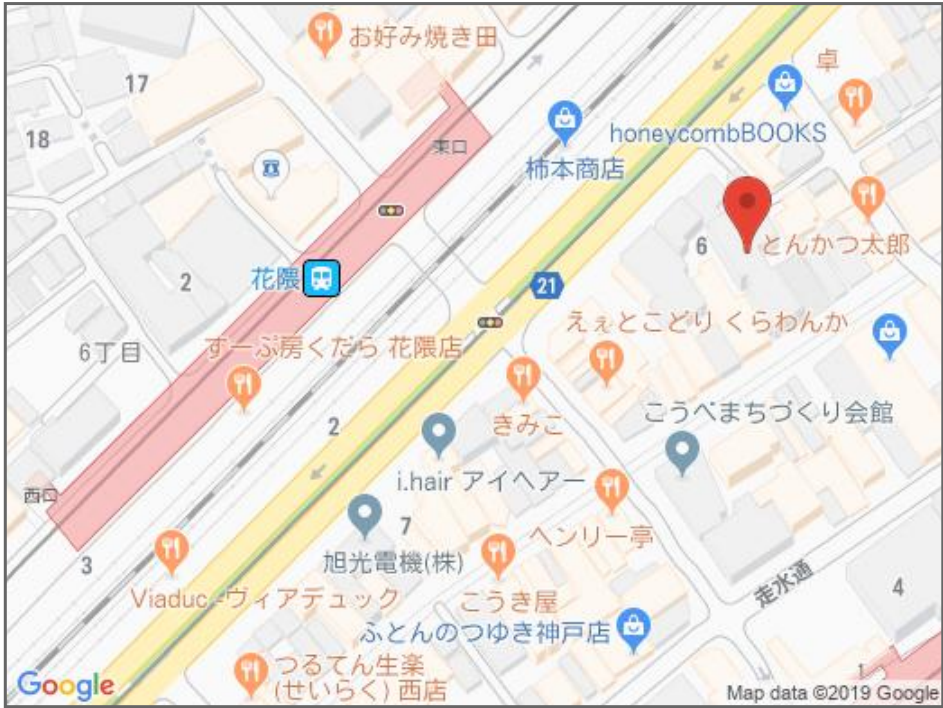 お好み焼き田
17
卓
18
東口
柿本商店
honeycombBOOKS
6
とんかつ太郎
花隈
2
21
えぇとこどり くらわんか
6丁目
すーぷ房くだら 花隈店
きみこ
2
こうべまちづくり会館
i.hair アイヘアー
西口
7
ヘンリー亭
旭光電機(株)
3
Viaduc -ヴィアデュック
こうき屋
走水通
4
ふとんのつゆき神戸店
つるてん生楽
(せいらく) 西店
1
Google
Map data ©2019 Google